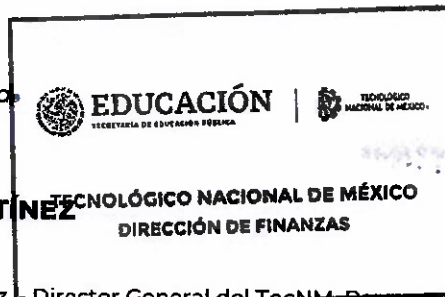 EDUCACIÓN
SECRETARÍA DE EDUCACIÓN PÚBLICA
TECNOLÓGICO
NACIONAL DE MÉXICO
TÍNEZ TECNOLÓGICO NACIONAL DE MÉXICO
DIRECCIÓN DE FINANZAS
z - Director General del TecNM